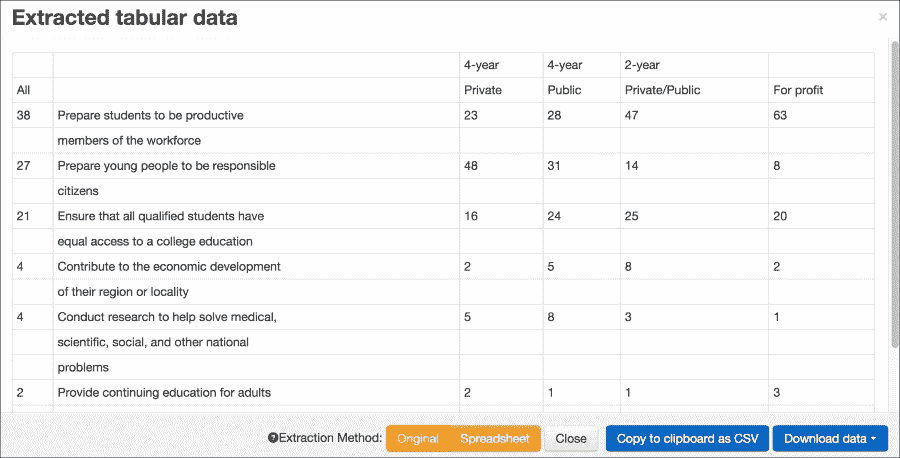 Extracted tabular data ×
4-year 4-year 2-year
All Private Public Private/Public For profit
38 Prepare students to be productive 23 28 47 63
members of the workforce
27 Prepare young people to be responsible 48 31 14 8
citizens
21 Ensure that all qualified students have 16 24 25 20
equal access to a college education
4 Contribute to the economic development 2 5 8 2
of their region or locality
4 Conduct research to help solve medical, 5 8 3 1
scientific, social, and other national
problems
2 Provide continuing education for adults 2 1 1 3
?Extraction Method: Original Spreadsheet Close Copy to clipboard as CSV Download data